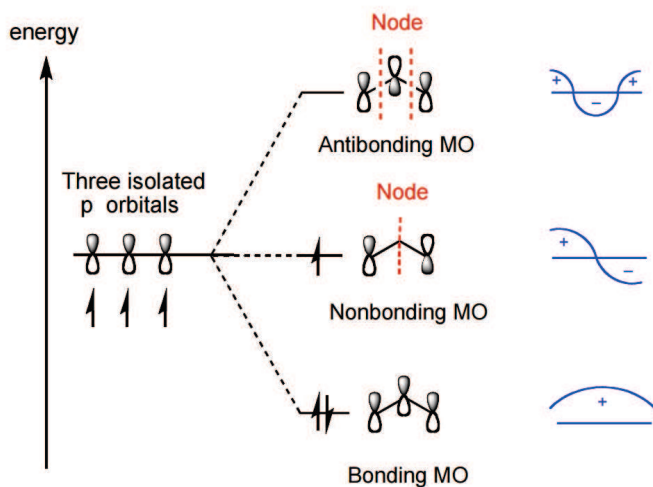 energy
Node
+
+
−
Antibonding MO
Three isolated
p orbitals
Node
+
−
Nonbonding MO
+
Bonding MO